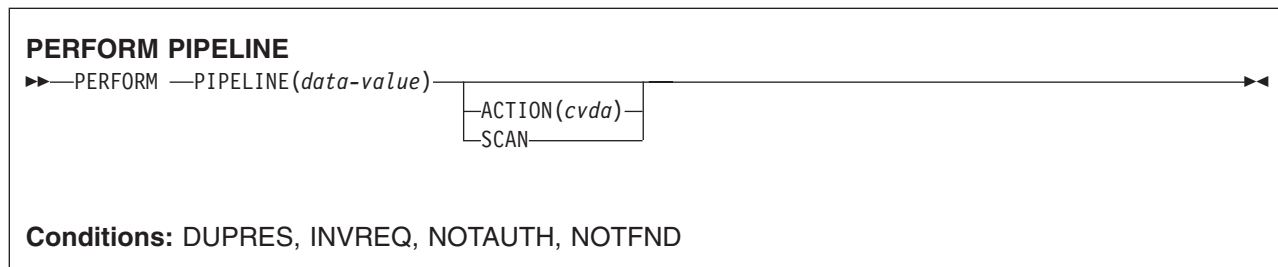 PERFORM PIPELINE
PERFORM PIPELINE(data-value)
ACTION(cvda)
SCAN
Conditions: DUPRES, INVREQ, NOTAUTH, NOTFND